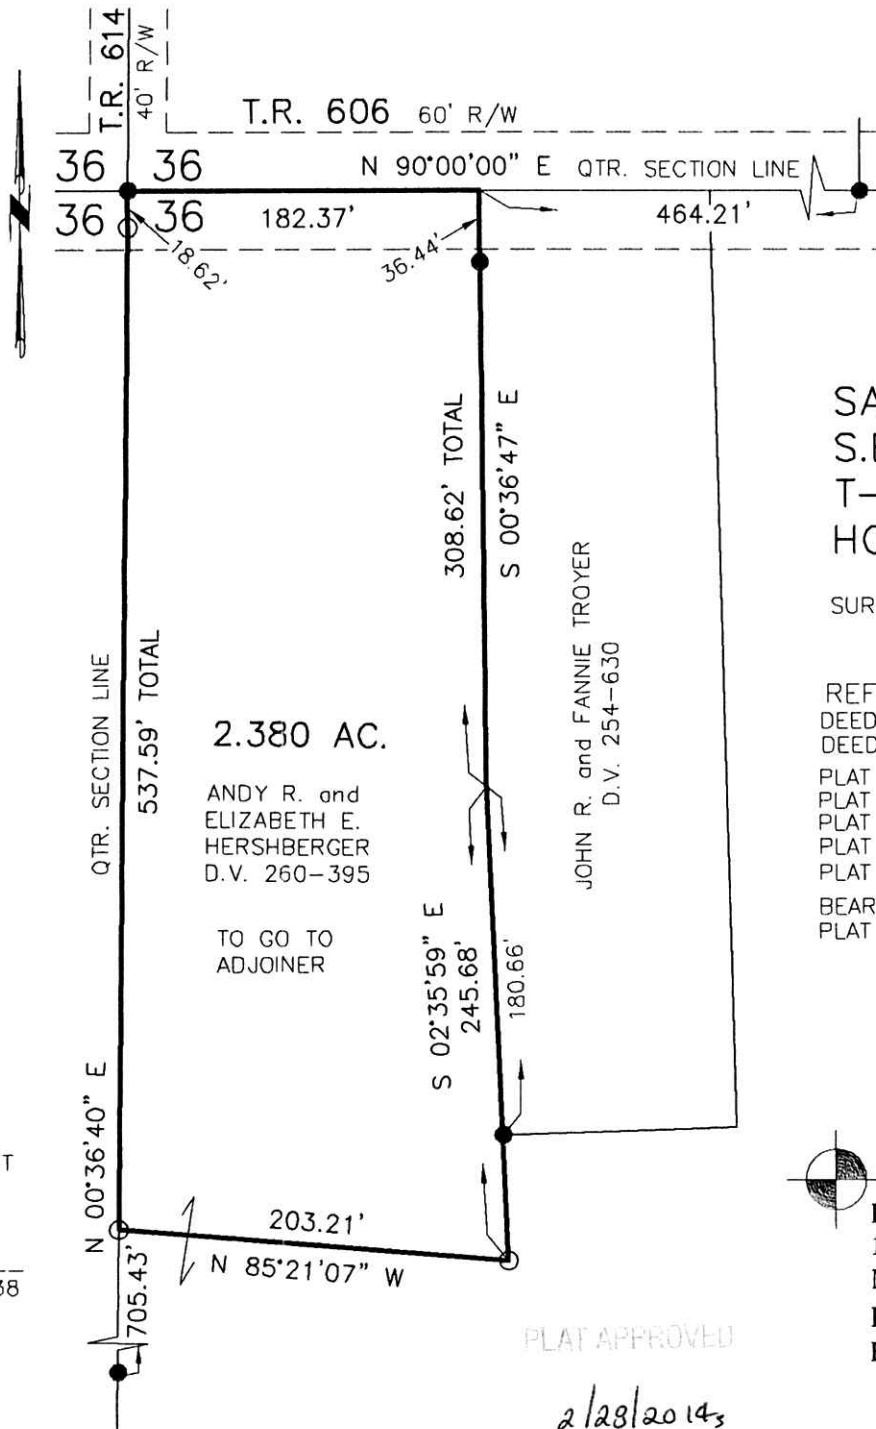 T.R. 614
40' R/W
T.R. 606 60' R/W
36 36
36 36
N 90°00'00" E QTR. SECTION LINE
182.37'
464.21'
18.62'
36.44'
308.62' TOTAL
S 00°36'47" E
QTR. SECTION LINE
537.59' TOTAL
N 00°36'40" E
JOHN R. and FANNIE TROYER
D.V. 254-630
2.380 AC.
ANDY R. and
ELIZABETH E.
HERSHBERGER
D.V. 260-395
TO GO TO
ADJOINER
S 02°35'59" E
245.68'
180.66'
203.21'
N 85°21'07" W
705.43'
PLAT APPROVED
2/28/2014
SA
S.E
T-
HO
SUR
REF
DEED
DEED
PLAT
PLAT
PLAT
PLAT
PLAT
BEAR
PLAT
T
38